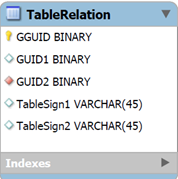 TableRelation
GGUID BINARY
GUID1 BINARY
GUID2 BINARY
TableSign1 VARCHAR(45)
TableSign2 VARCHAR(45)
Indexes